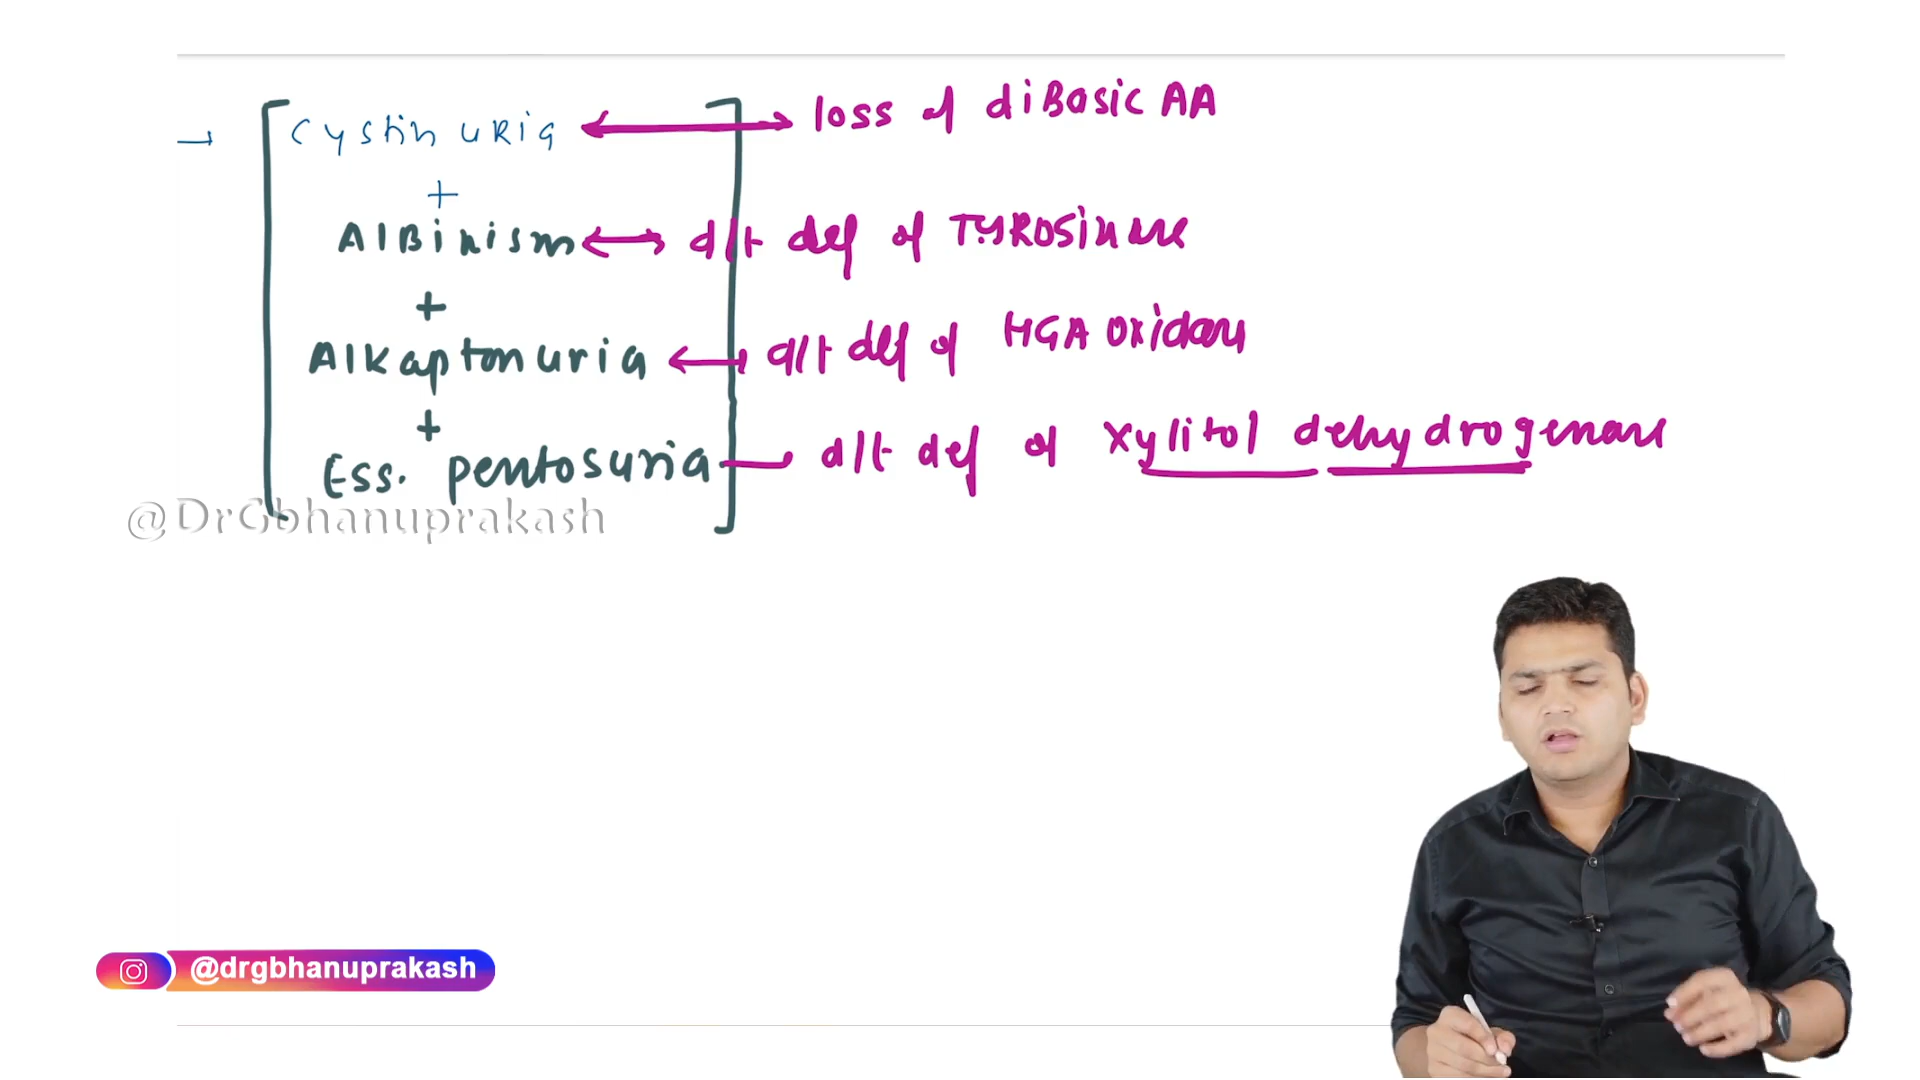 → Cystinuria ↔ loss of diBasic AA
+
AlBinism ↔ d/t def of TYROSinase
+
Alkaptonuria ↔ d/t def of HGA Oxidase
+
Ess. pentosuria — d/t def of xylitol dehydrogenase
@DrGbhanuprakash
@drgbhanuprakash